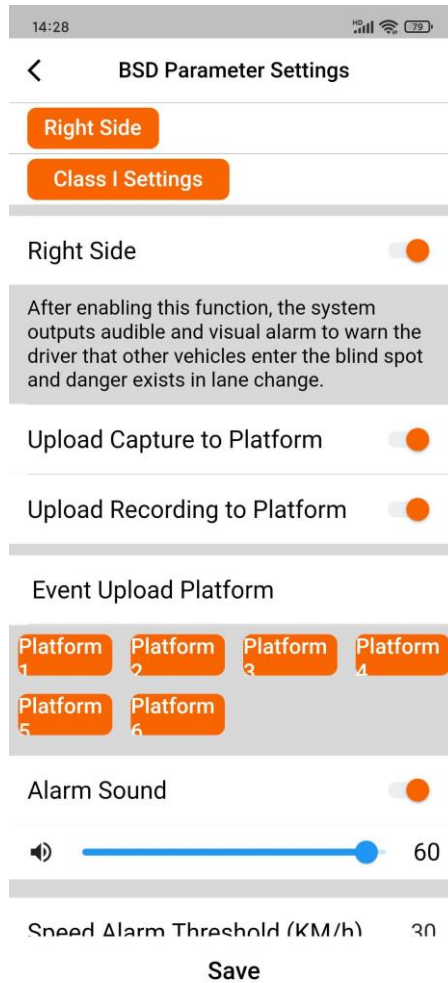 14:28
HD
79
BSD Parameter Settings
Right Side
Class I Settings
Right Side
After enabling this function, the system
outputs audible and visual alarm to warn the
driver that other vehicles enter the blind spot
and danger exists in lane change.
Upload Capture to Platform
Upload Recording to Platform
Event Upload Platform
Platform 1
Platform 2
Platform 3
Platform 4
Platform 5
Platform 6
Alarm Sound
60
Speed Alarm Threshold (KM/h) 30
Save